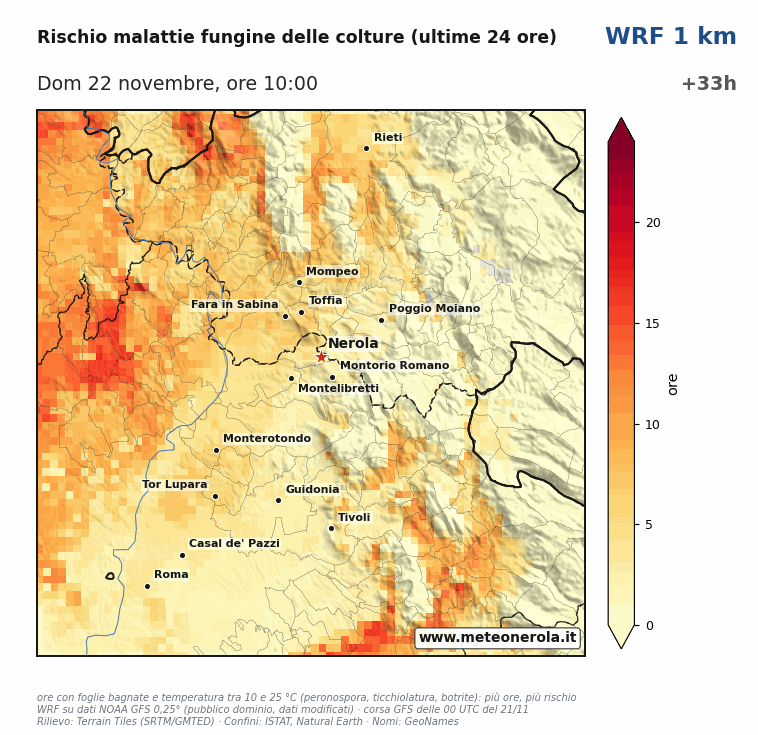 Rischio malattie fungine delle colture (ultime 24 ore)
WRF 1 km
Dom 22 novembre, ore 10:00
+33h
Rieti
Mompeo
Fara in Sabina
Toffia
Poggio Moiano
Nerola
Montorio Romano
Montelibretti
Monterotondo
Tor Lupara
Guidonia
Tivoli
Casal de' Pazzi
Roma
www.meteonerola.it
20
15
10
5
0
ore
ore con foglie bagnate e temperatura tra 10 e 25 °C (peronospora, ticchiolatura, botrite): più ore, più rischio
WRF su dati NOAA GFS 0,25° (pubblico dominio, dati modificati) · corsa GFS delle 00 UTC del 21/11
Rilievo: Terrain Tiles (SRTM/GMTED) · Confini: ISTAT, Natural Earth · Nomi: GeoNames